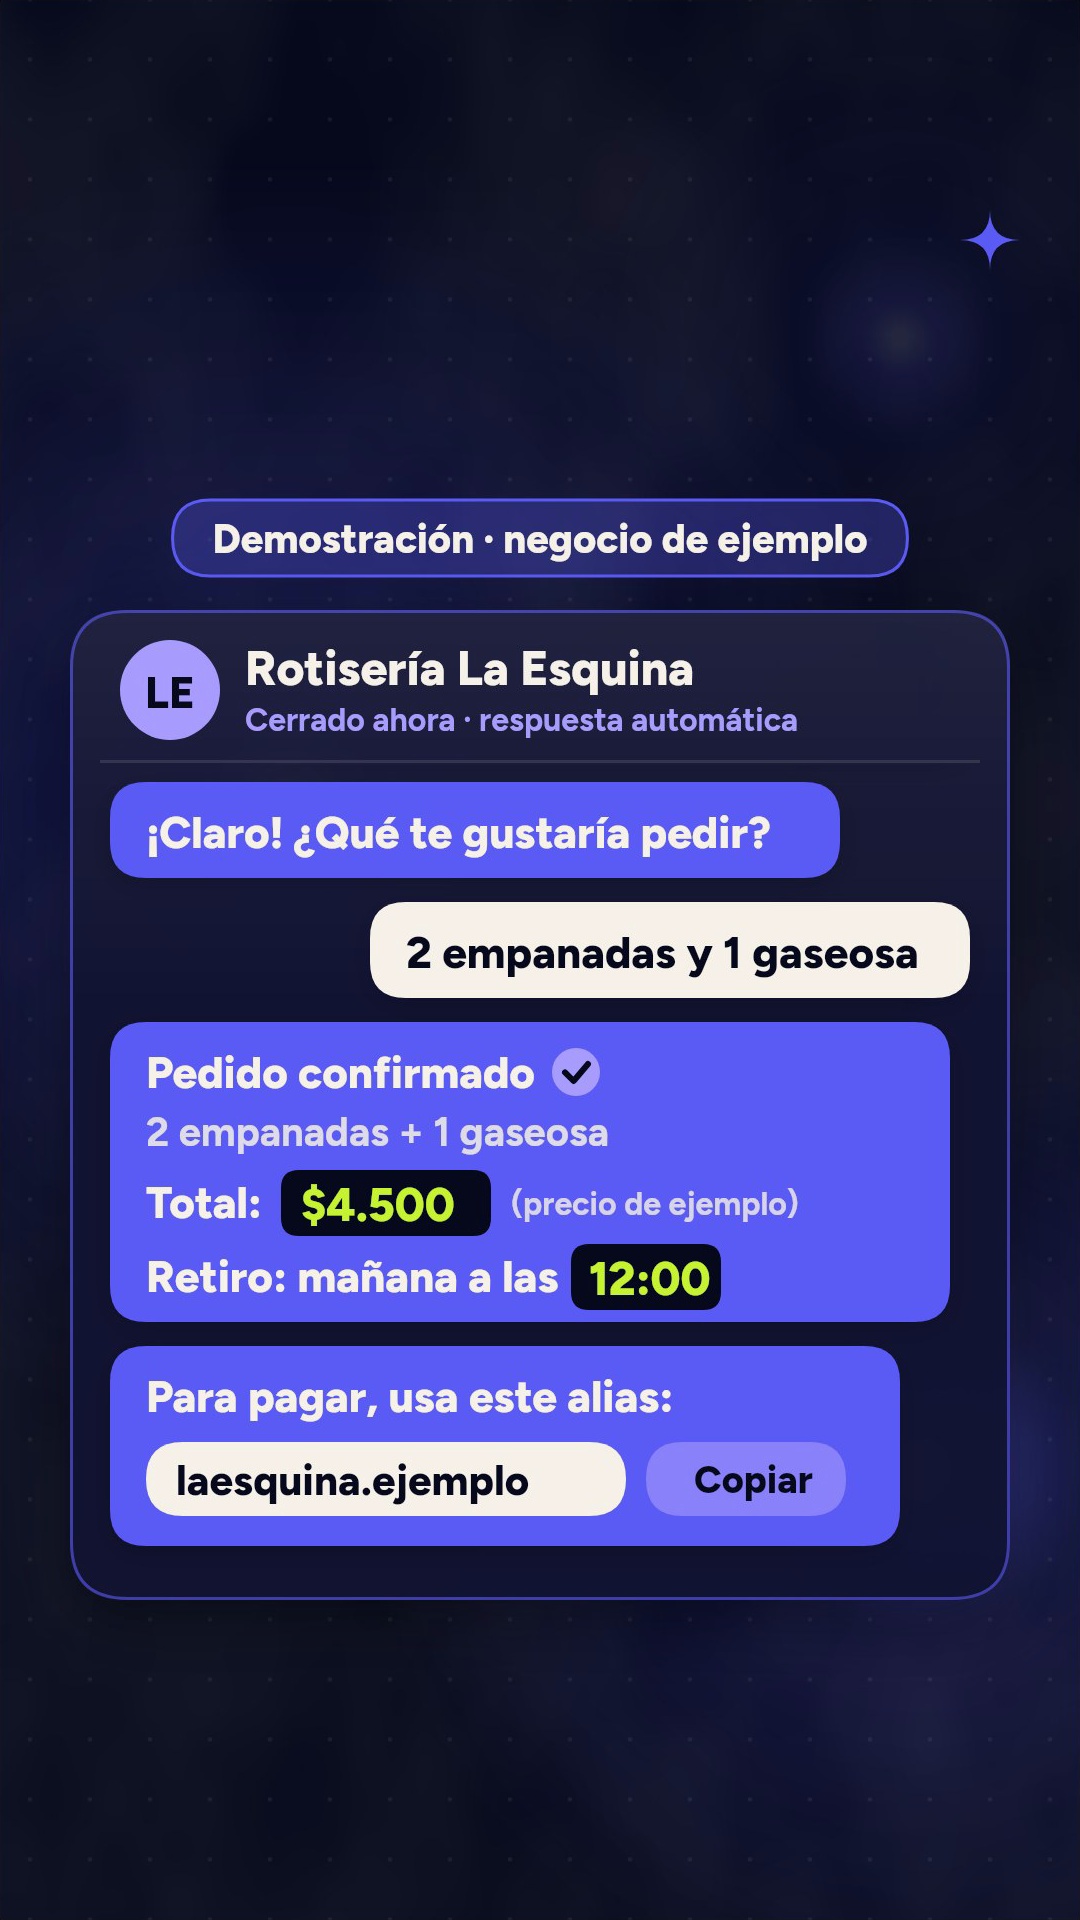 Demostración · negocio de ejemplo
LE
Rotisería La Esquina
Cerrado ahora · respuesta automática
¡Claro! ¿Qué te gustaría pedir?
2 empanadas y 1 gaseosa
Pedido confirmado
2 empanadas + 1 gaseosa
Total: $4.500 (precio de ejemplo)
Retiro: mañana a las 12:00
Para pagar, usa este alias:
laesquina.ejemplo Copiar